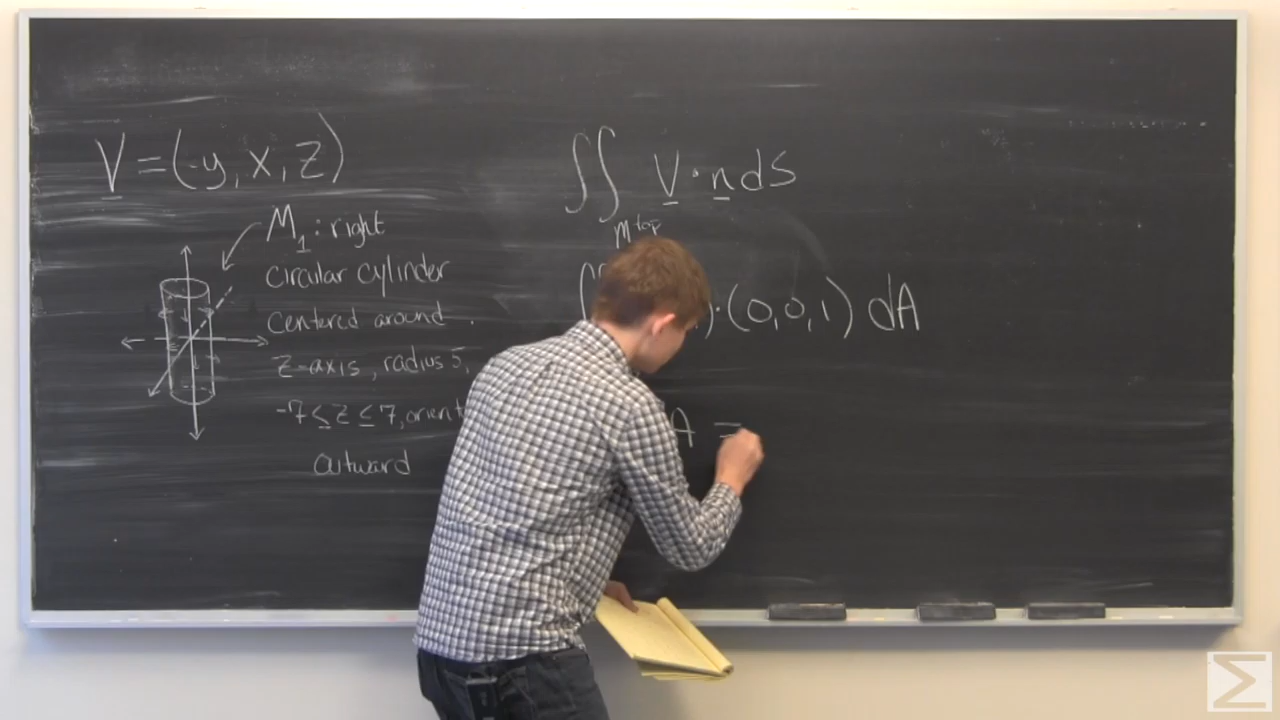 V = (-y, x, z)
M₁ : right
circular cylinder
centered around
z-axis, radius 5,
-7 ≤ z ≤ 7, orient
outward
∬ V · n dS
M top
) · (0,0,1) dA
A =
Σ